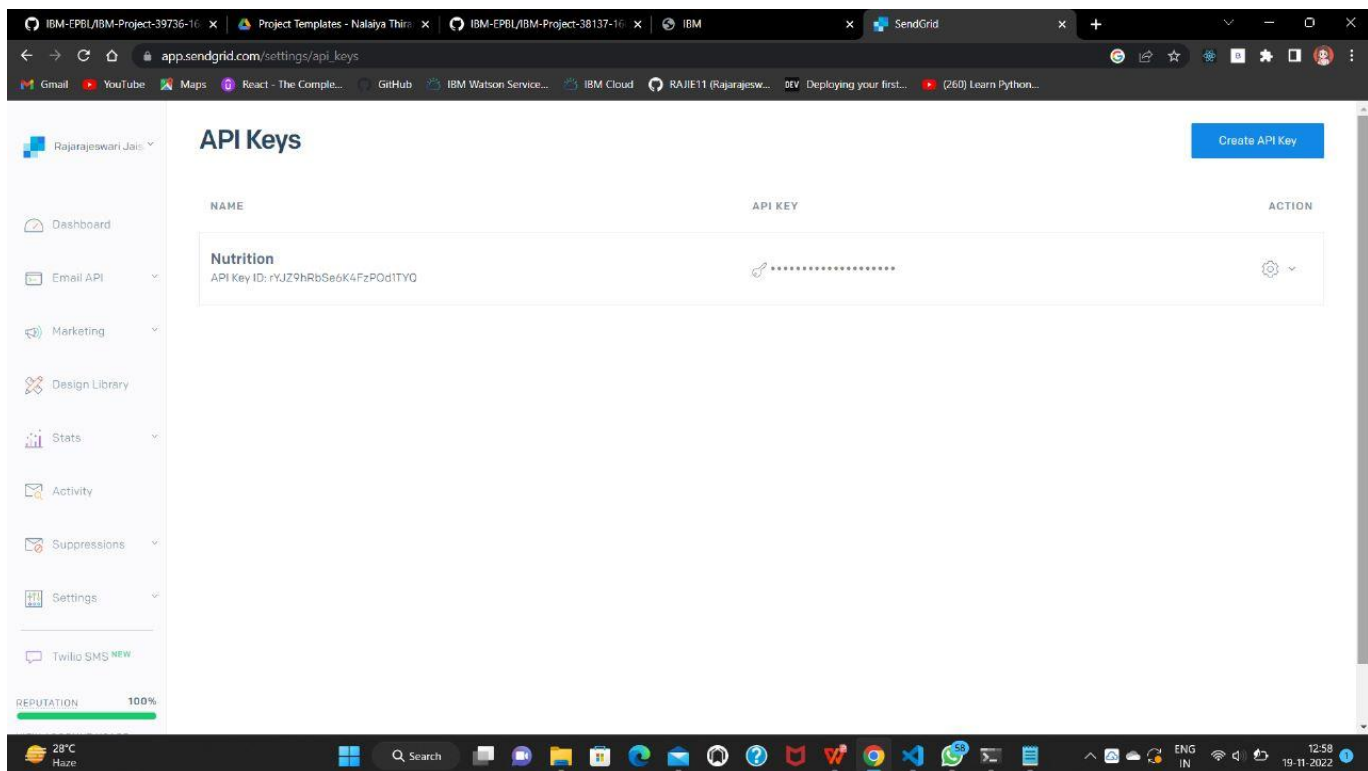 IBM-EPBL/IBM-Project-39736-16
Project Templates - Nalaiya Thira
IBM-EPBL/IBM-Project-38137-16
IBM
SendGrid
app.sendgrid.com/settings/api_keys
Gmail
YouTube
Maps
React - The Comple...
GitHub
IBM Watson Service...
IBM Cloud
RAJIE11 (Rajarajesw...
DEV
Deploying your first...
(260) Learn Python...
Rajarajeswari Jais
API Keys
Create API Key
NAME
API KEY
ACTION
Nutrition
API Key ID: rYJZ9hRbSe6K4FzPOd1TYQ
••••••••••••••••••••
Dashboard
Email API
Marketing
Design Library
Stats
Activity
Suppressions
Settings
Twilio SMS NEW
REPUTATION 100%
28°C
Haze
Search
58
ENG
IN
12:58
19-11-2022
1